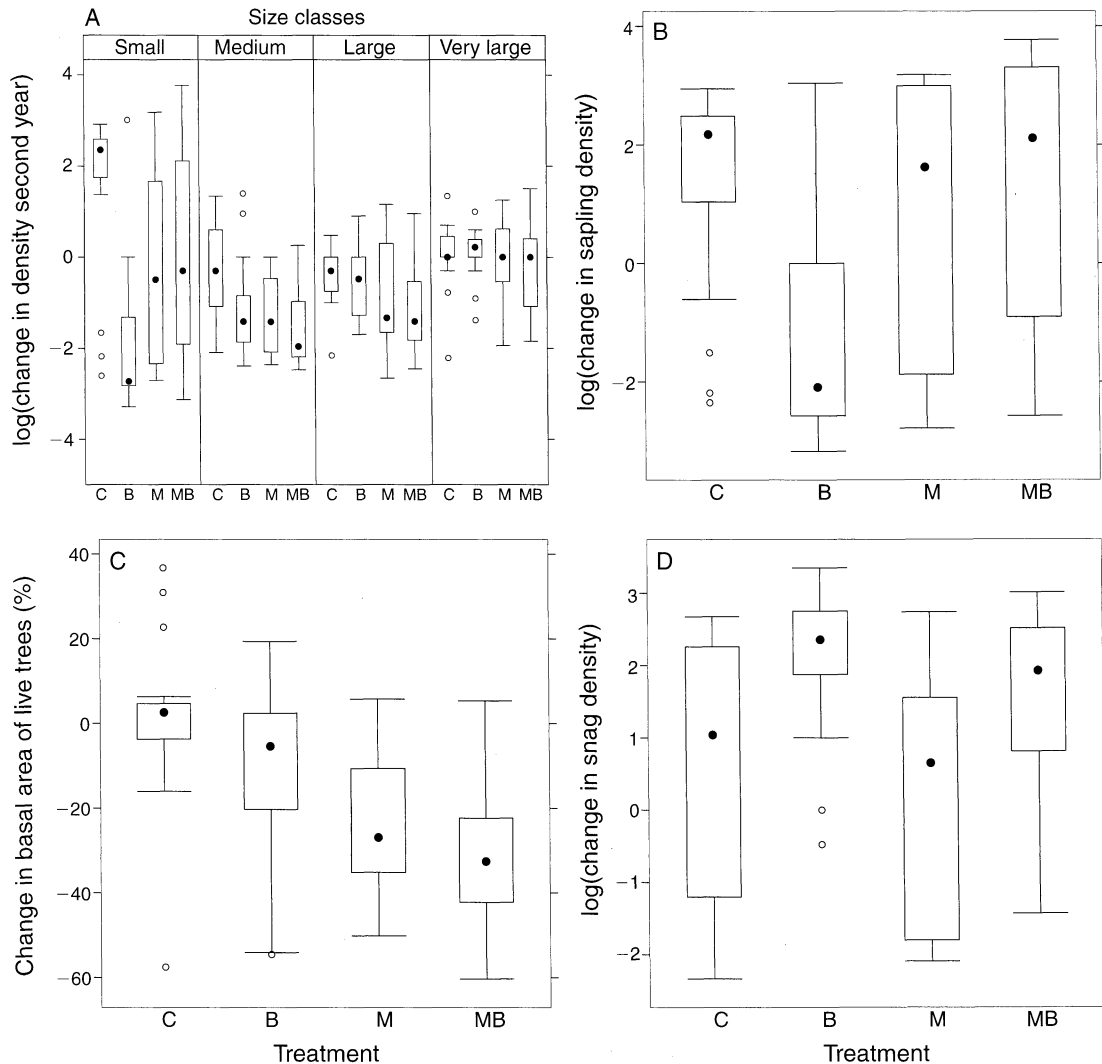 A
Size classes
Small Medium Large Very large
log(change in density second year)
4
2
0
−2
−4
C B M MB C B M MB C B M MB C B M MB
B
log(change in sapling density)
4
2
0
−2
C B M MB
C
Change in basal area of live trees (%)
40
20
0
−20
−40
−60
C B M MB
Treatment
D
log(change in snag density)
3
2
1
0
−1
−2
C B M MB
Treatment